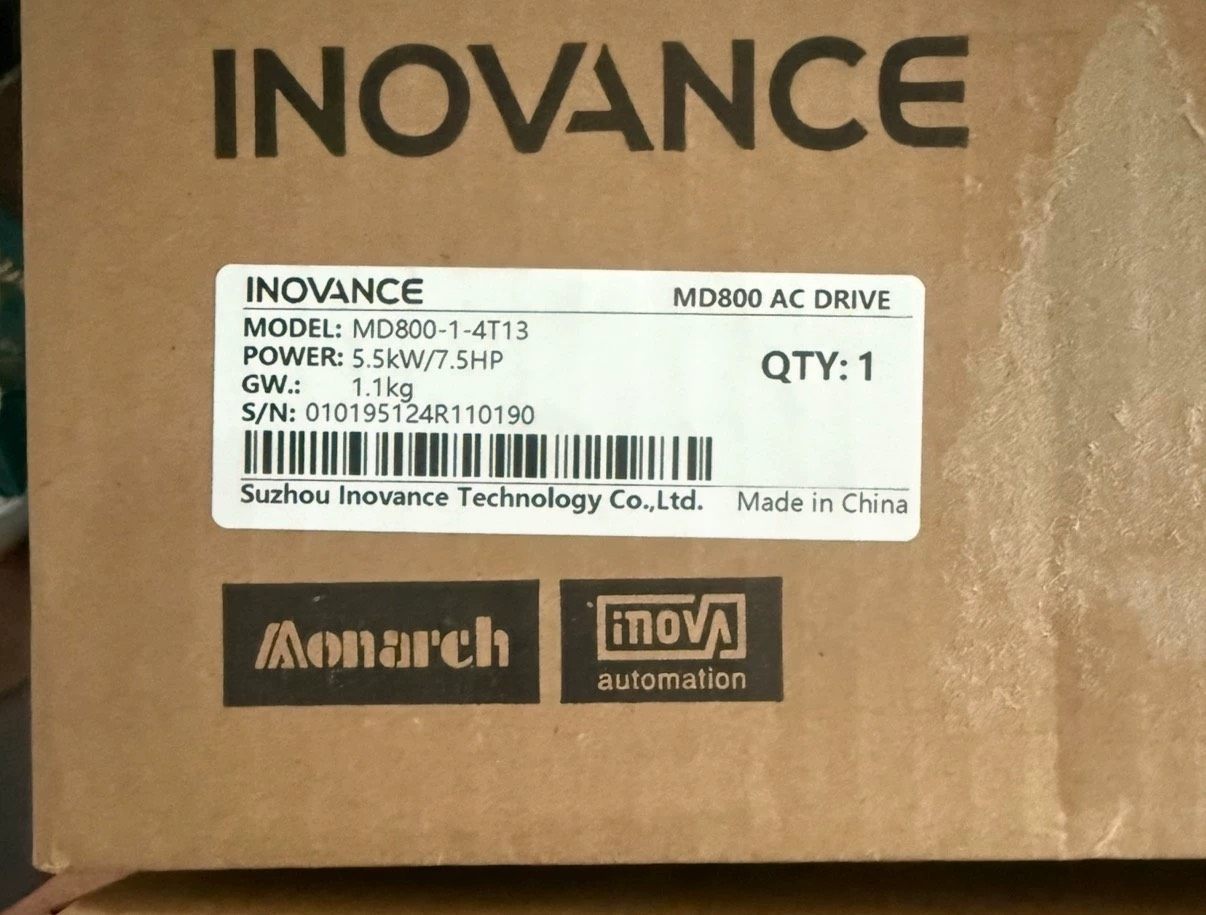 INOVANCE
INOVANCE MD800 AC DRIVE
MODEL: MD800-1-4T13
POWER: 5.5kW/7.5HP
QTY: 1
GW.: 1.1kg
S/N: 010195124R110190
Suzhou Inovance Technology Co.,Ltd. Made in China
Monarch
inovA
automation